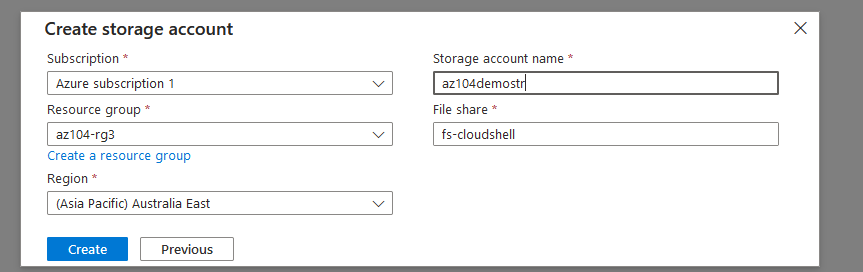 Create storage account
Subscription *
Azure subscription 1
Storage account name *
az104demostr
Resource group *
az104-rg3
File share *
fs-cloudshell
Create a resource group
Region *
(Asia Pacific) Australia East
Create
Previous